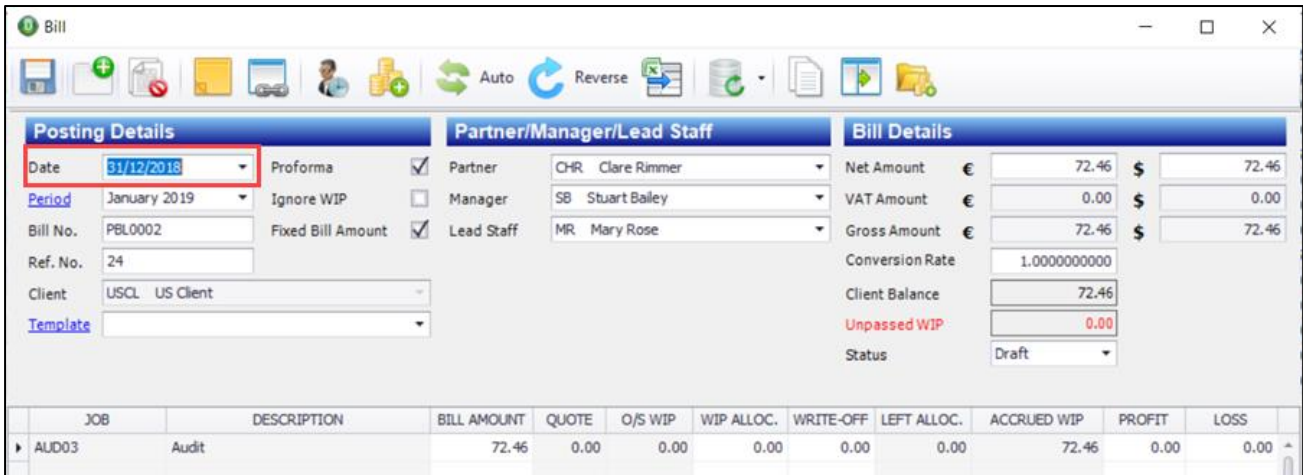 Bill
Auto Reverse
Posting Details Partner/Manager/Lead Staff Bill Details
Date 31/12/2018 Proforma Partner CHR Clare Rimmer Net Amount € 72.46 $ 72.46
Period January 2019 Ignore WIP Manager SB Stuart Bailey VAT Amount € 0.00 $ 0.00
Bill No. PBL0002 Fixed Bill Amount Lead Staff MR Mary Rose Gross Amount € 72.46 $ 72.46
Ref. No. 24 Conversion Rate 1.0000000000
Client USCL US Client Client Balance 72.46
Template Unpassed WIP 0.00
Status Draft
JOB DESCRIPTION BILL AMOUNT QUOTE O/S WIP WIP ALLOC. WRITE-OFF LEFT ALLOC. ACCRUED WIP PROFIT LOSS
AUD03 Audit 72.46 0.00 0.00 0.00 0.00 0.00 72.46 0.00 0.00